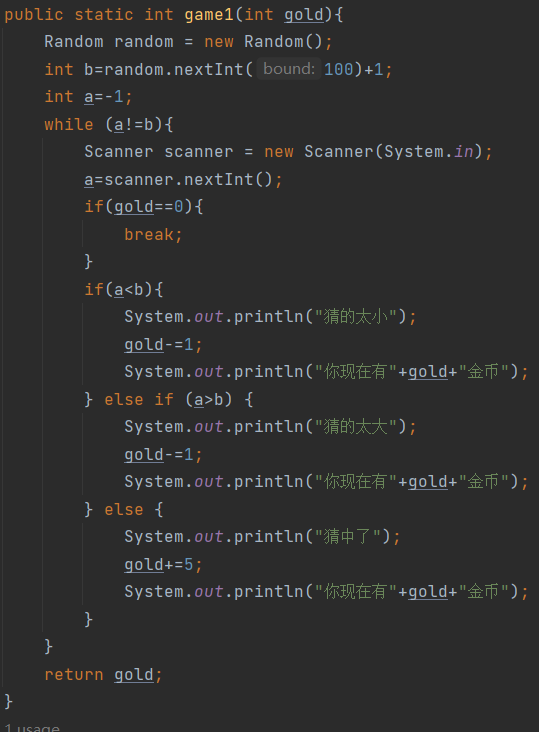 public static int game1(int gold){
Random random = new Random();
int b=random.nextInt( bound: 100)+1;
int a=-1;
while (a!=b){
Scanner scanner = new Scanner(System.in);
a=scanner.nextInt();
if(gold==0){
break;
}
if(a<b){
System.out.println("猜的太小");
gold-=1;
System.out.println("你现在有"+gold+"金币");
} else if (a>b) {
System.out.println("猜的太大");
gold-=1;
System.out.println("你现在有"+gold+"金币");
} else {
System.out.println("猜中了");
gold+=5;
System.out.println("你现在有"+gold+"金币");
}
}
return gold;
}
1 usage